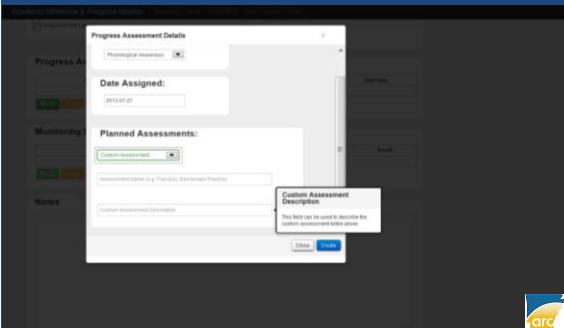 Progress Assessment Details
x
Phonological Awareness
Date Assigned:
2013-07-27
Planned Assessments:
Custom Assessment
Assessment Name (e.g. Pop Quiz, Benchmark Practice)
Custom Assessment Description
Custom Assessment
Description
This field can be used to describe the
custom assessment listed above
Close
Create
Progress
Monitoring
Notes
arc